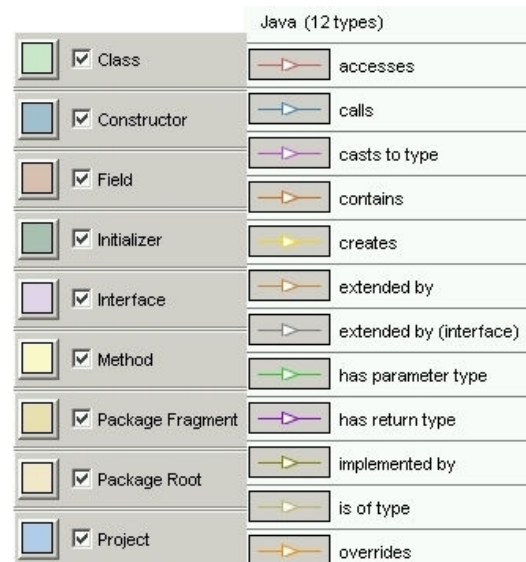 Class
Constructor
Field
Initializer
Interface
Method
Package Fragment
Package Root
Project
Java (12 types)
accesses
calls
casts to type
contains
creates
extended by
extended by (interface)
has parameter type
has return type
implemented by
is of type
overrides